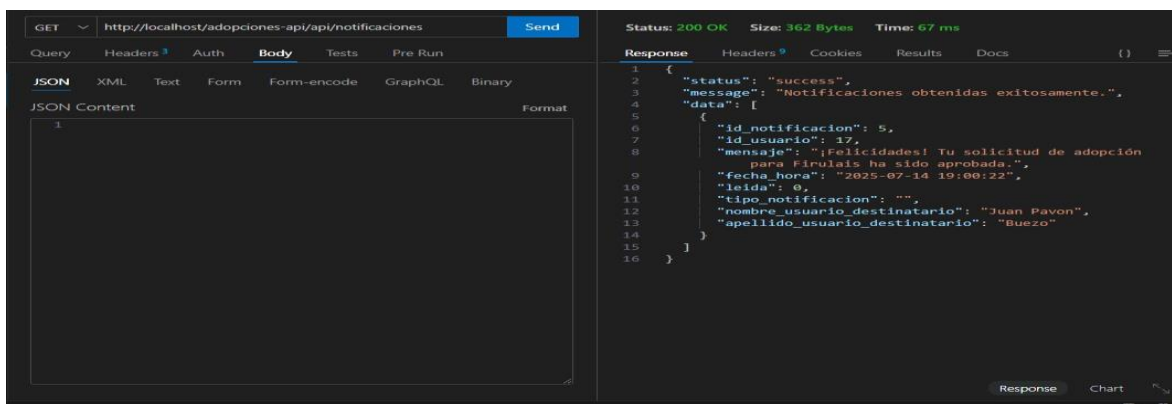 GET http://localhost/adopciones-api/api/notificaciones Send
Query Headers 3 Auth Body Tests Pre Run
JSON XML Text Form Form-encode GraphQL Binary
JSON Content Format
1
Status: 200 OK Size: 362 Bytes Time: 67 ms
Response Headers 9 Cookies Results Docs { }
1 {
2 "status": "success",
3 "message": "Notificaciones obtenidas exitosamente.",
4 "data": [
5 {
6 "id_notificacion": 5,
7 "id_usuario": 17,
8 "mensaje": "¡Felicidades! Tu solicitud de adopción
para Firulais ha sido aprobada.",
9 "fecha_hora": "2025-07-14 19:00:22",
10 "leida": 0,
11 "tipo_notificacion": "",
12 "nombre_usuario_destinatario": "Juan Pavon",
13 "apellido_usuario_destinatario": "Buezo"
14 }
15 ]
16 }
Response Chart